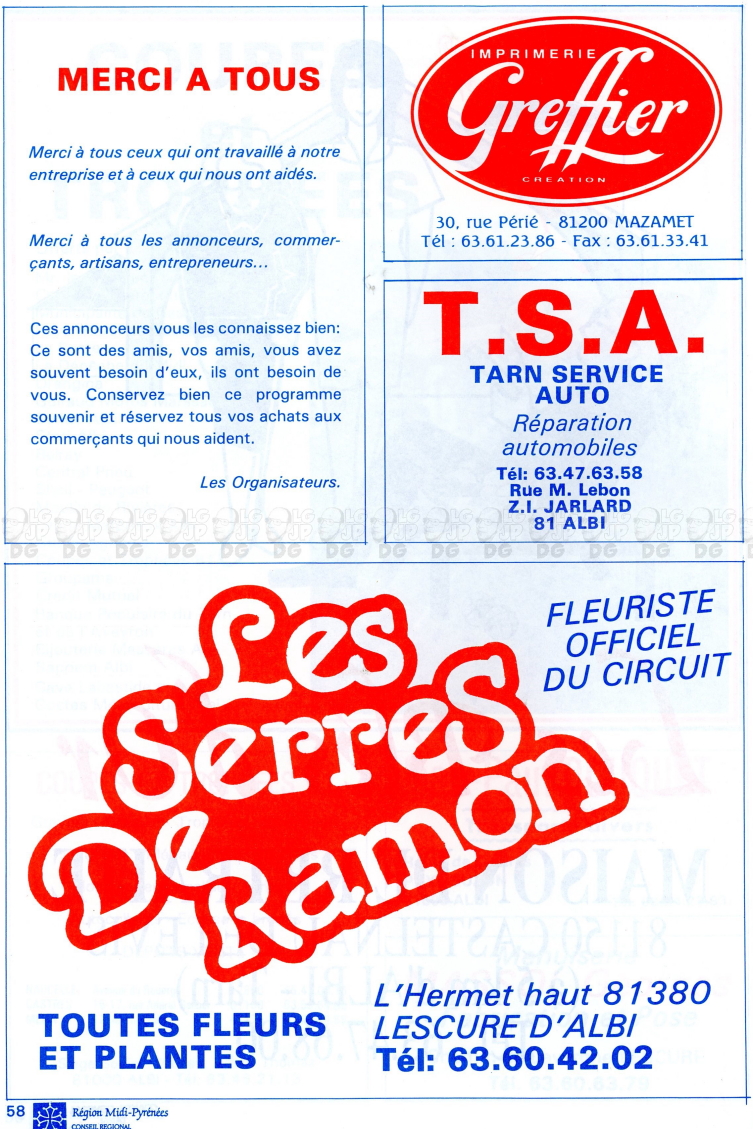 MERCI A TOUS
Merci à tous ceux qui ont travaillé à notre
entreprise et à ceux qui nous ont aidés.
Merci à tous les annonceurs, commer-
çants, artisans, entrepreneurs...
Ces annonceurs vous les connaissez bien:
Ce sont des amis, vos amis, vous avez
souvent besoin d'eux, ils ont besoin de
vous. Conservez bien ce programme
souvenir et réservez tous vos achats aux
commerçants qui nous aident.
Les Organisateurs.
IMPRIMERIE
Greffier
CREATION
30, rue Périé - 81200 MAZAMET
Tél : 63.61.23.86 - Fax : 63.61.33.41
T.S.A.
TARN SERVICE
AUTO
Réparation
automobiles
Tél: 63.47.63.58
Rue M. Lebon
Z.I. JARLARD
81 ALBI
Les
Serres
De
Ramon
FLEURISTE
OFFICIEL
DU CIRCUIT
TOUTES FLEURS
ET PLANTES
L'Hermet haut 81380
LESCURE D'ALBI
Tél: 63.60.42.02
58
Région Midi-Pyrénées
CONSEIL REGIONAL